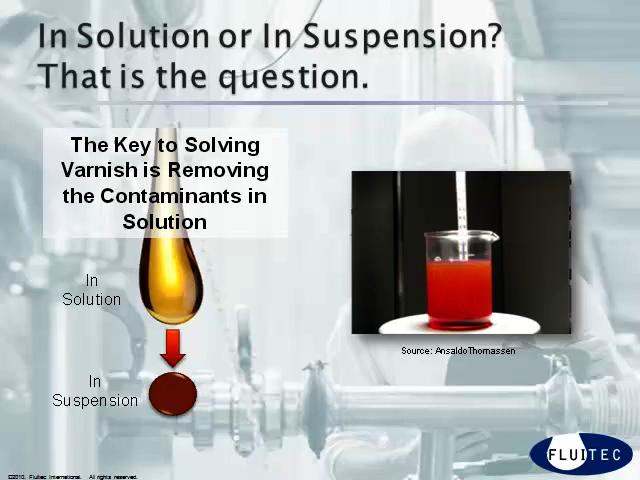 In Solution or In Suspension?
That is the question.
The Key to Solving
Varnish is Removing
the Contaminants in
Solution
In
Solution
In
Suspension
Source: AnsaldoThomassen
FLUITEC
©2010. Fluitec International. All rights reserved.